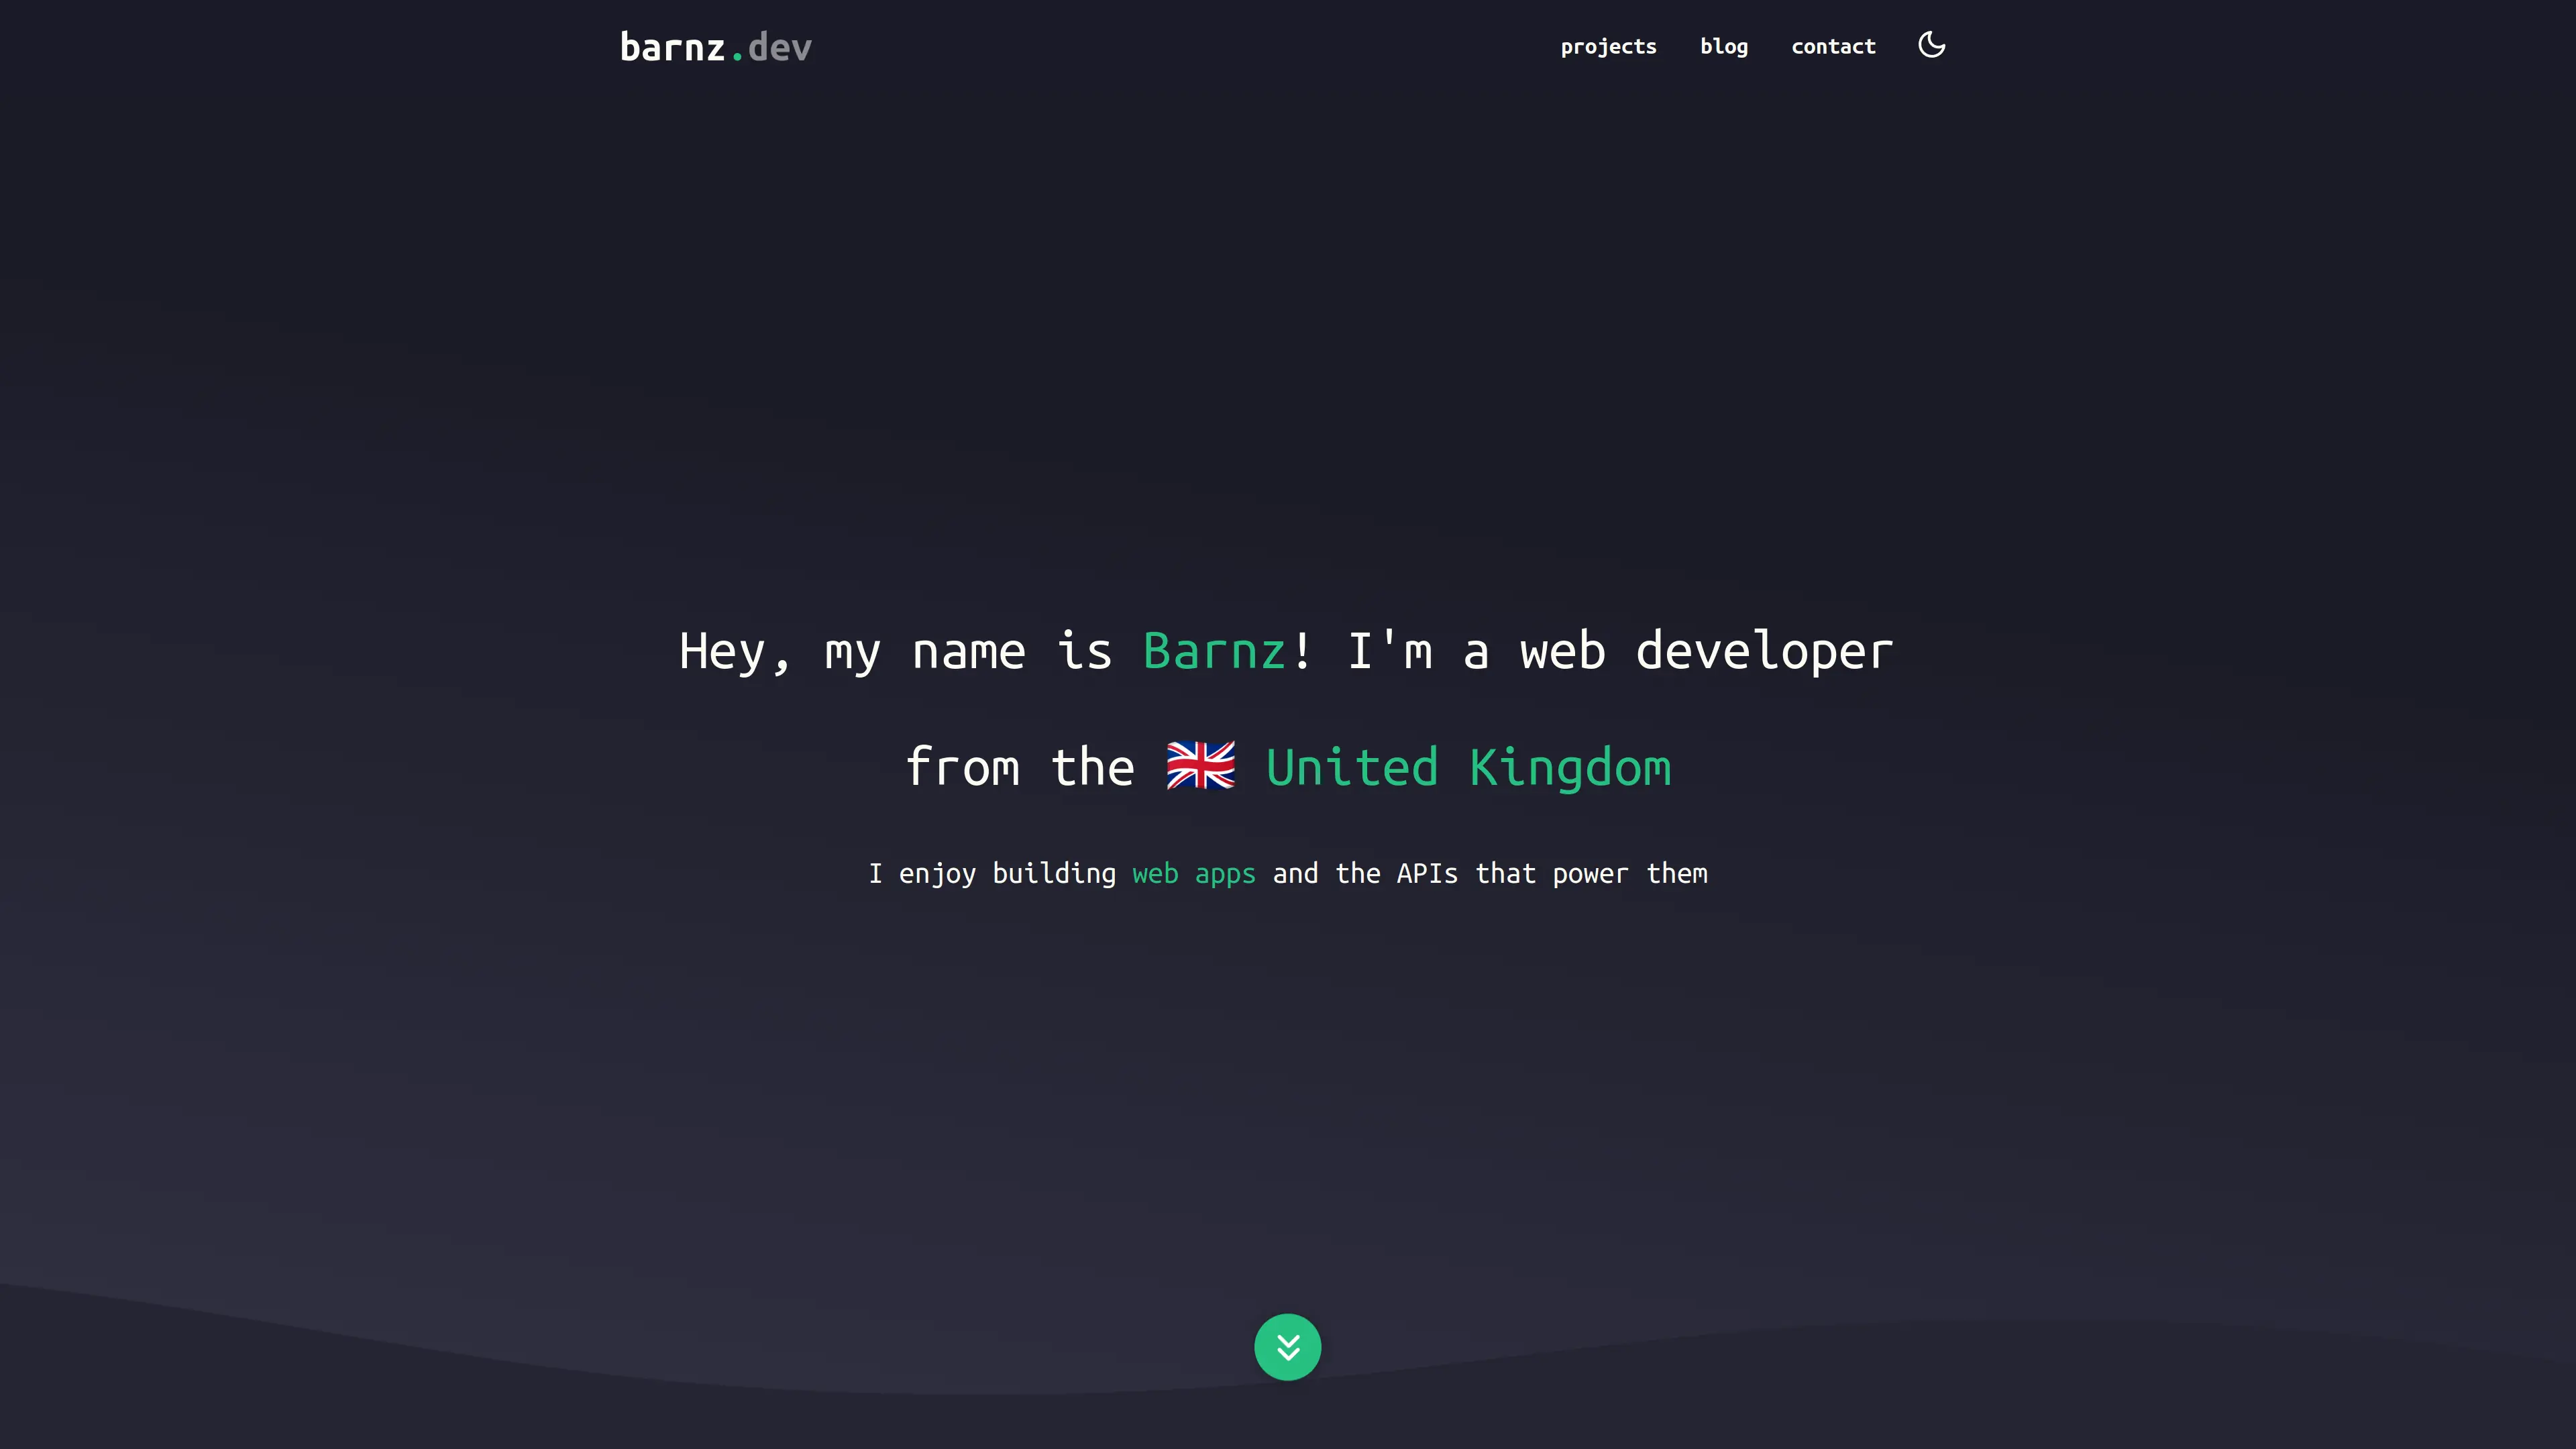 barnz.dev
projects
blog
contact
Hey, my name is Barnz! I'm a web developer
from the 🇬🇧 United Kingdom
I enjoy building web apps and the APIs that power them